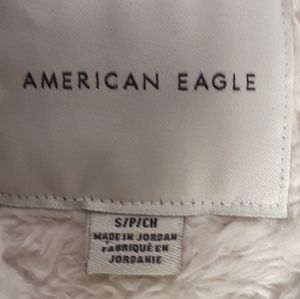 AMERICAN EAGLE
S/P/CH
MADE IN JORDAN
FABRIQUÉ EN
JORDANIE